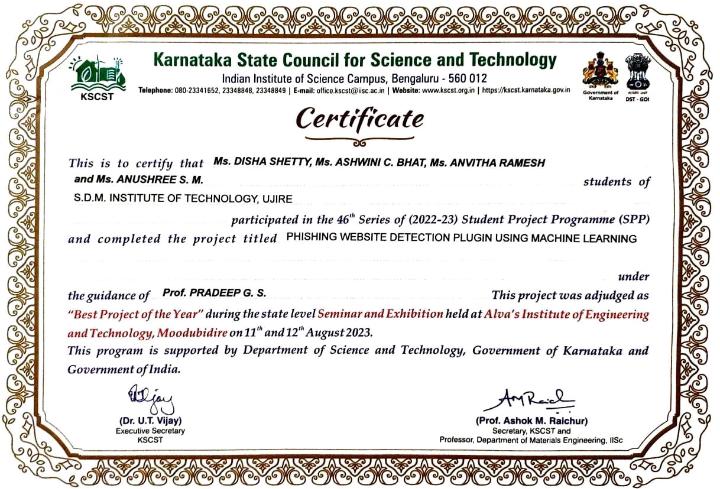 Karnataka State Council for Science and Technology
Indian Institute of Science Campus, Bengaluru - 560 012
Telephone: 080-23341652, 23348848, 23348849 | E-mail: office.kscst@iisc.ac.in | Website: www.kscst.org.in | https://kscst.karnataka.gov.in
KSCST
Government of
Karnataka
DST - GOI
Certificate
This is to certify that Ms. DISHA SHETTY, Ms. ASHWINI C. BHAT, Ms. ANVITHA RAMESH
and Ms. ANUSHREE S. M. students of
S.D.M. INSTITUTE OF TECHNOLOGY, UJIRE
participated in the 46th Series of (2022-23) Student Project Programme (SPP)
and completed the project titled PHISHING WEBSITE DETECTION PLUGIN USING MACHINE LEARNING
under
the guidance of Prof. PRADEEP G. S. This project was adjudged as
"Best Project of the Year" during the state level Seminar and Exhibition held at Alva's Institute of Engineering
and Technology, Moodubidire on 11th and 12th August 2023.
This program is supported by Department of Science and Technology, Government of Karnataka and
Government of India.
(Dr. U.T. Vijay)
Executive Secretary
KSCST
(Prof. Ashok M. Raichur)
Secretary, KSCST and
Professor, Department of Materials Engineering, IISc